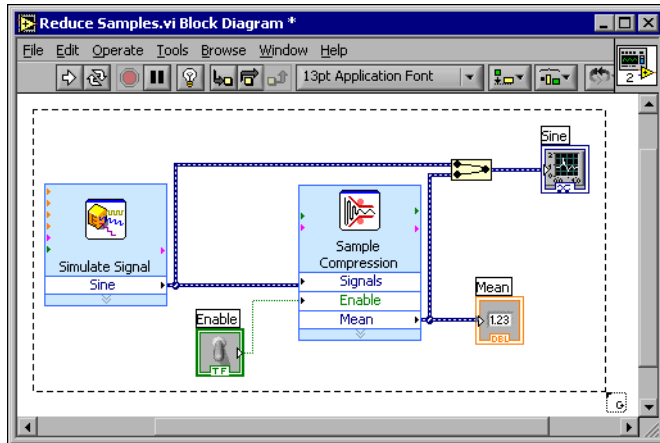 Reduce Samples.vi Block Diagram *
File Edit Operate Tools Browse Window Help
13pt Application Font
2
Sine
Simulate Signal
Sine
Sample
Compression
Signals
Enable
Mean
Mean
1.23
DBL
Enable
TF